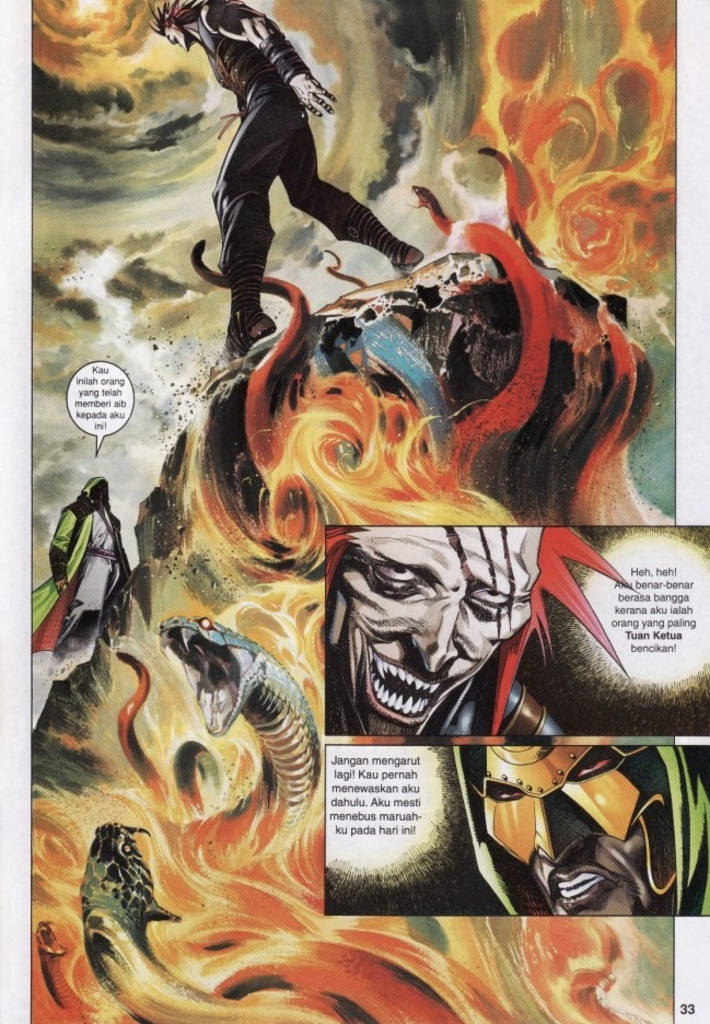 Kau
inilah orang
yang telah
memberi aib
kepada aku
ini!
Heh, heh!
Aku benar-benar
berasa bangga
kerana aku ialah
orang yang paling
Tuan Ketua
bencikan!
Jangan mengarut
lagi! Kau pernah
menewaskan aku
dahulu. Aku mesti
menebus maruah-
ku pada hari ini!
33